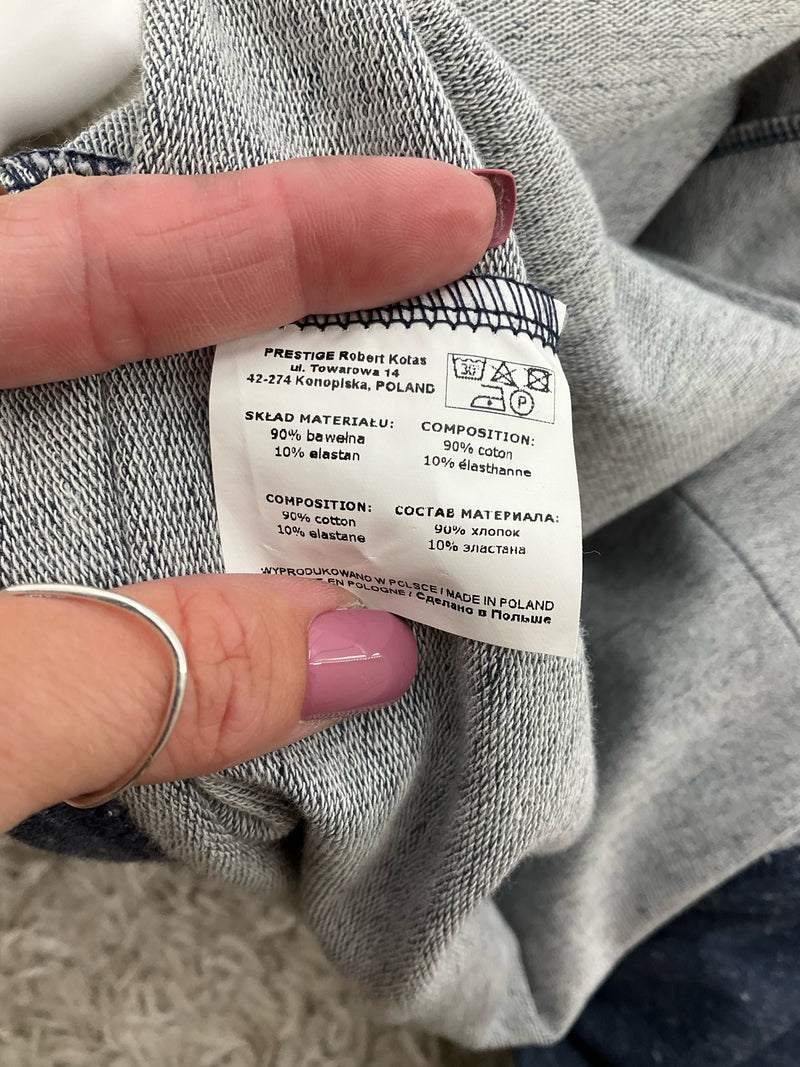 PRESTIGE Robert Kotas
ul. Towarowa 14
42-274 Konopiska, POLAND
30
P
SKŁAD MATERIAŁU:
90% bawełna
10% elastan
COMPOSITION:
90% coton
10% élasthanne
COMPOSITION:
90% cotton
10% elastane
СОСТАВ МАТЕРИАЛА:
90% хлопок
10% эластана
WYPRODUKOWANO W POLSCE / MADE IN POLAND
EN POLOGNE / Сделано в Польше